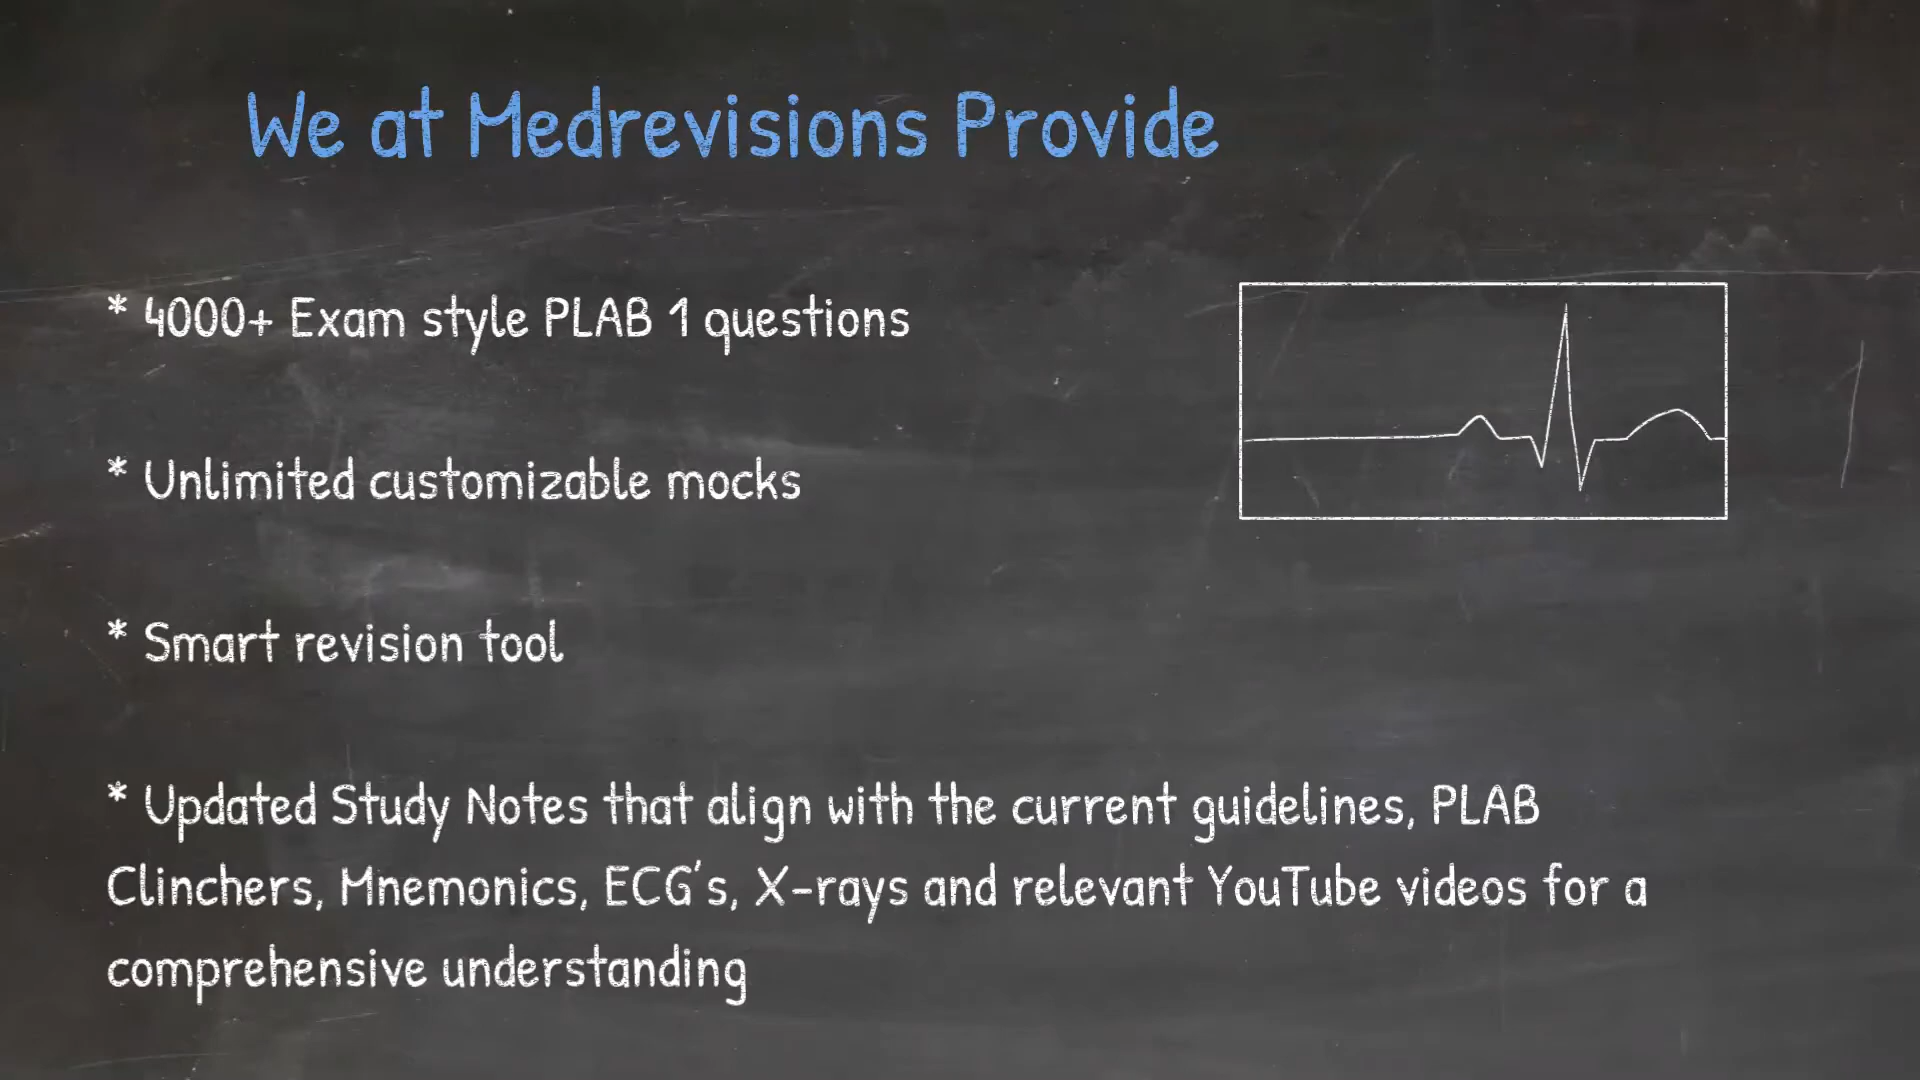 We at Medrevisions Provide
* 4000+ Exam style PLAB 1 questions
* Unlimited customizable mocks
* Smart revision tool
* Updated Study Notes that align with the current guidelines, PLAB
Clinchers, Mnemonics, ECG's, X-rays and relevant YouTube videos for a
comprehensive understanding